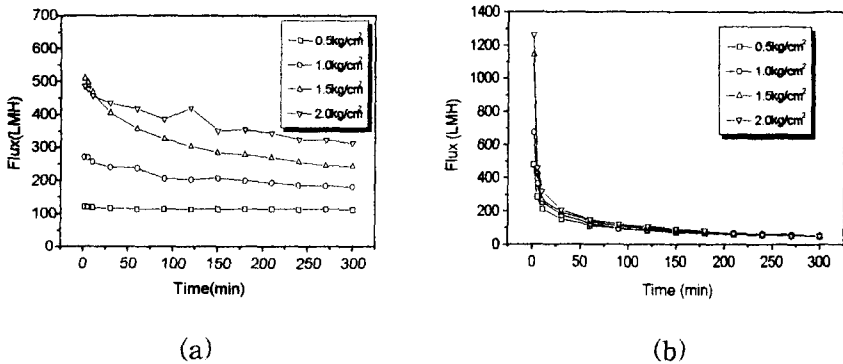 700
600
500
400
300
200
100
0
Flux(LMH)
0 50 100 150 200 250 300
Time(min)
0.5kg/cm²
1.0kg/cm²
1.5kg/cm²
2.0kg/cm²
(a)
1400
1200
1000
800
600
400
200
0
Flux (LMH)
0 50 100 150 200 250 300
Time (min)
0.5kg/cm²
1.0kg/cm²
1.5kg/cm²
2.0kg/cm²
(b)